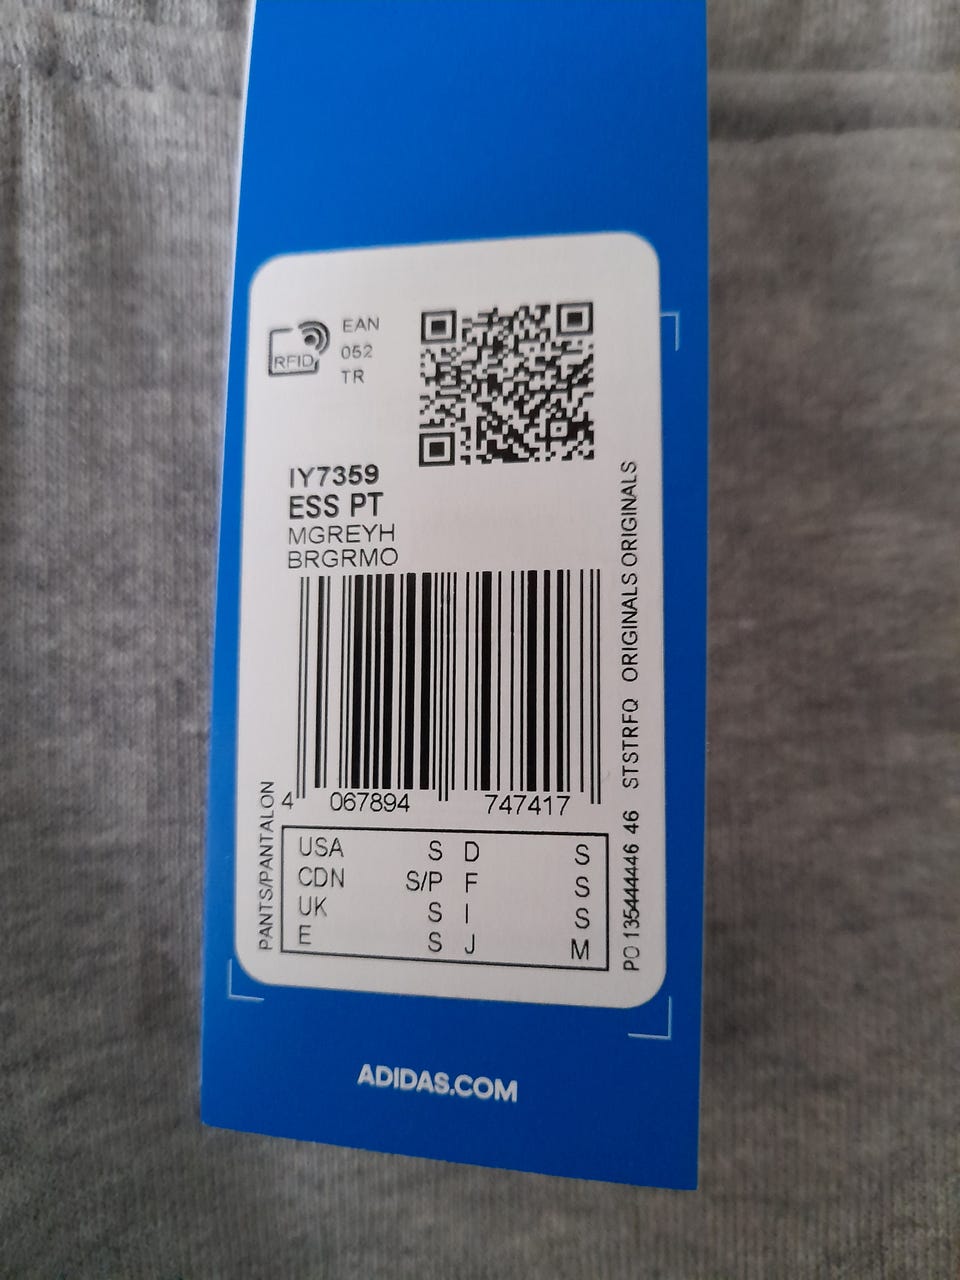 RFID
EAN
052
TR
IY7359
ESS PT
MGREYH
BRGRMO
4 067894 747417
PANTS/PANTALON
USA S D S
CDN S/P F S
UK S I S
E S J M
PO 135444446 46 STSTRFQ ORIGINALS ORIGINALS
ADIDAS.COM